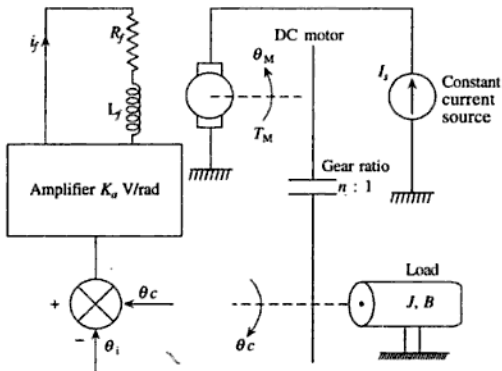 i_f
R_f
L_f
θ_M
T_M
DC motor
I_s
Constant
current
source
Gear ratio
n : 1
Amplifier K_a V/rad
+
θc
−
θ_i
θc
Load
J, B